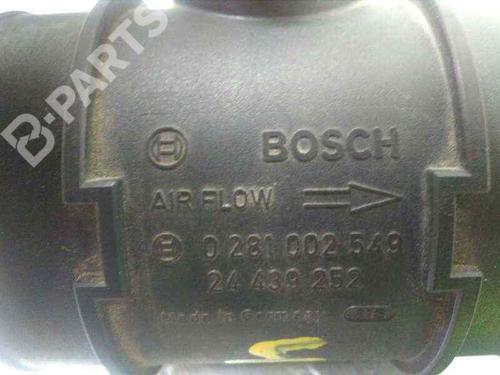 B-PARTS
BOSCH
AIR FLOW
0 281 002 549
24 439 252
Made in Germany